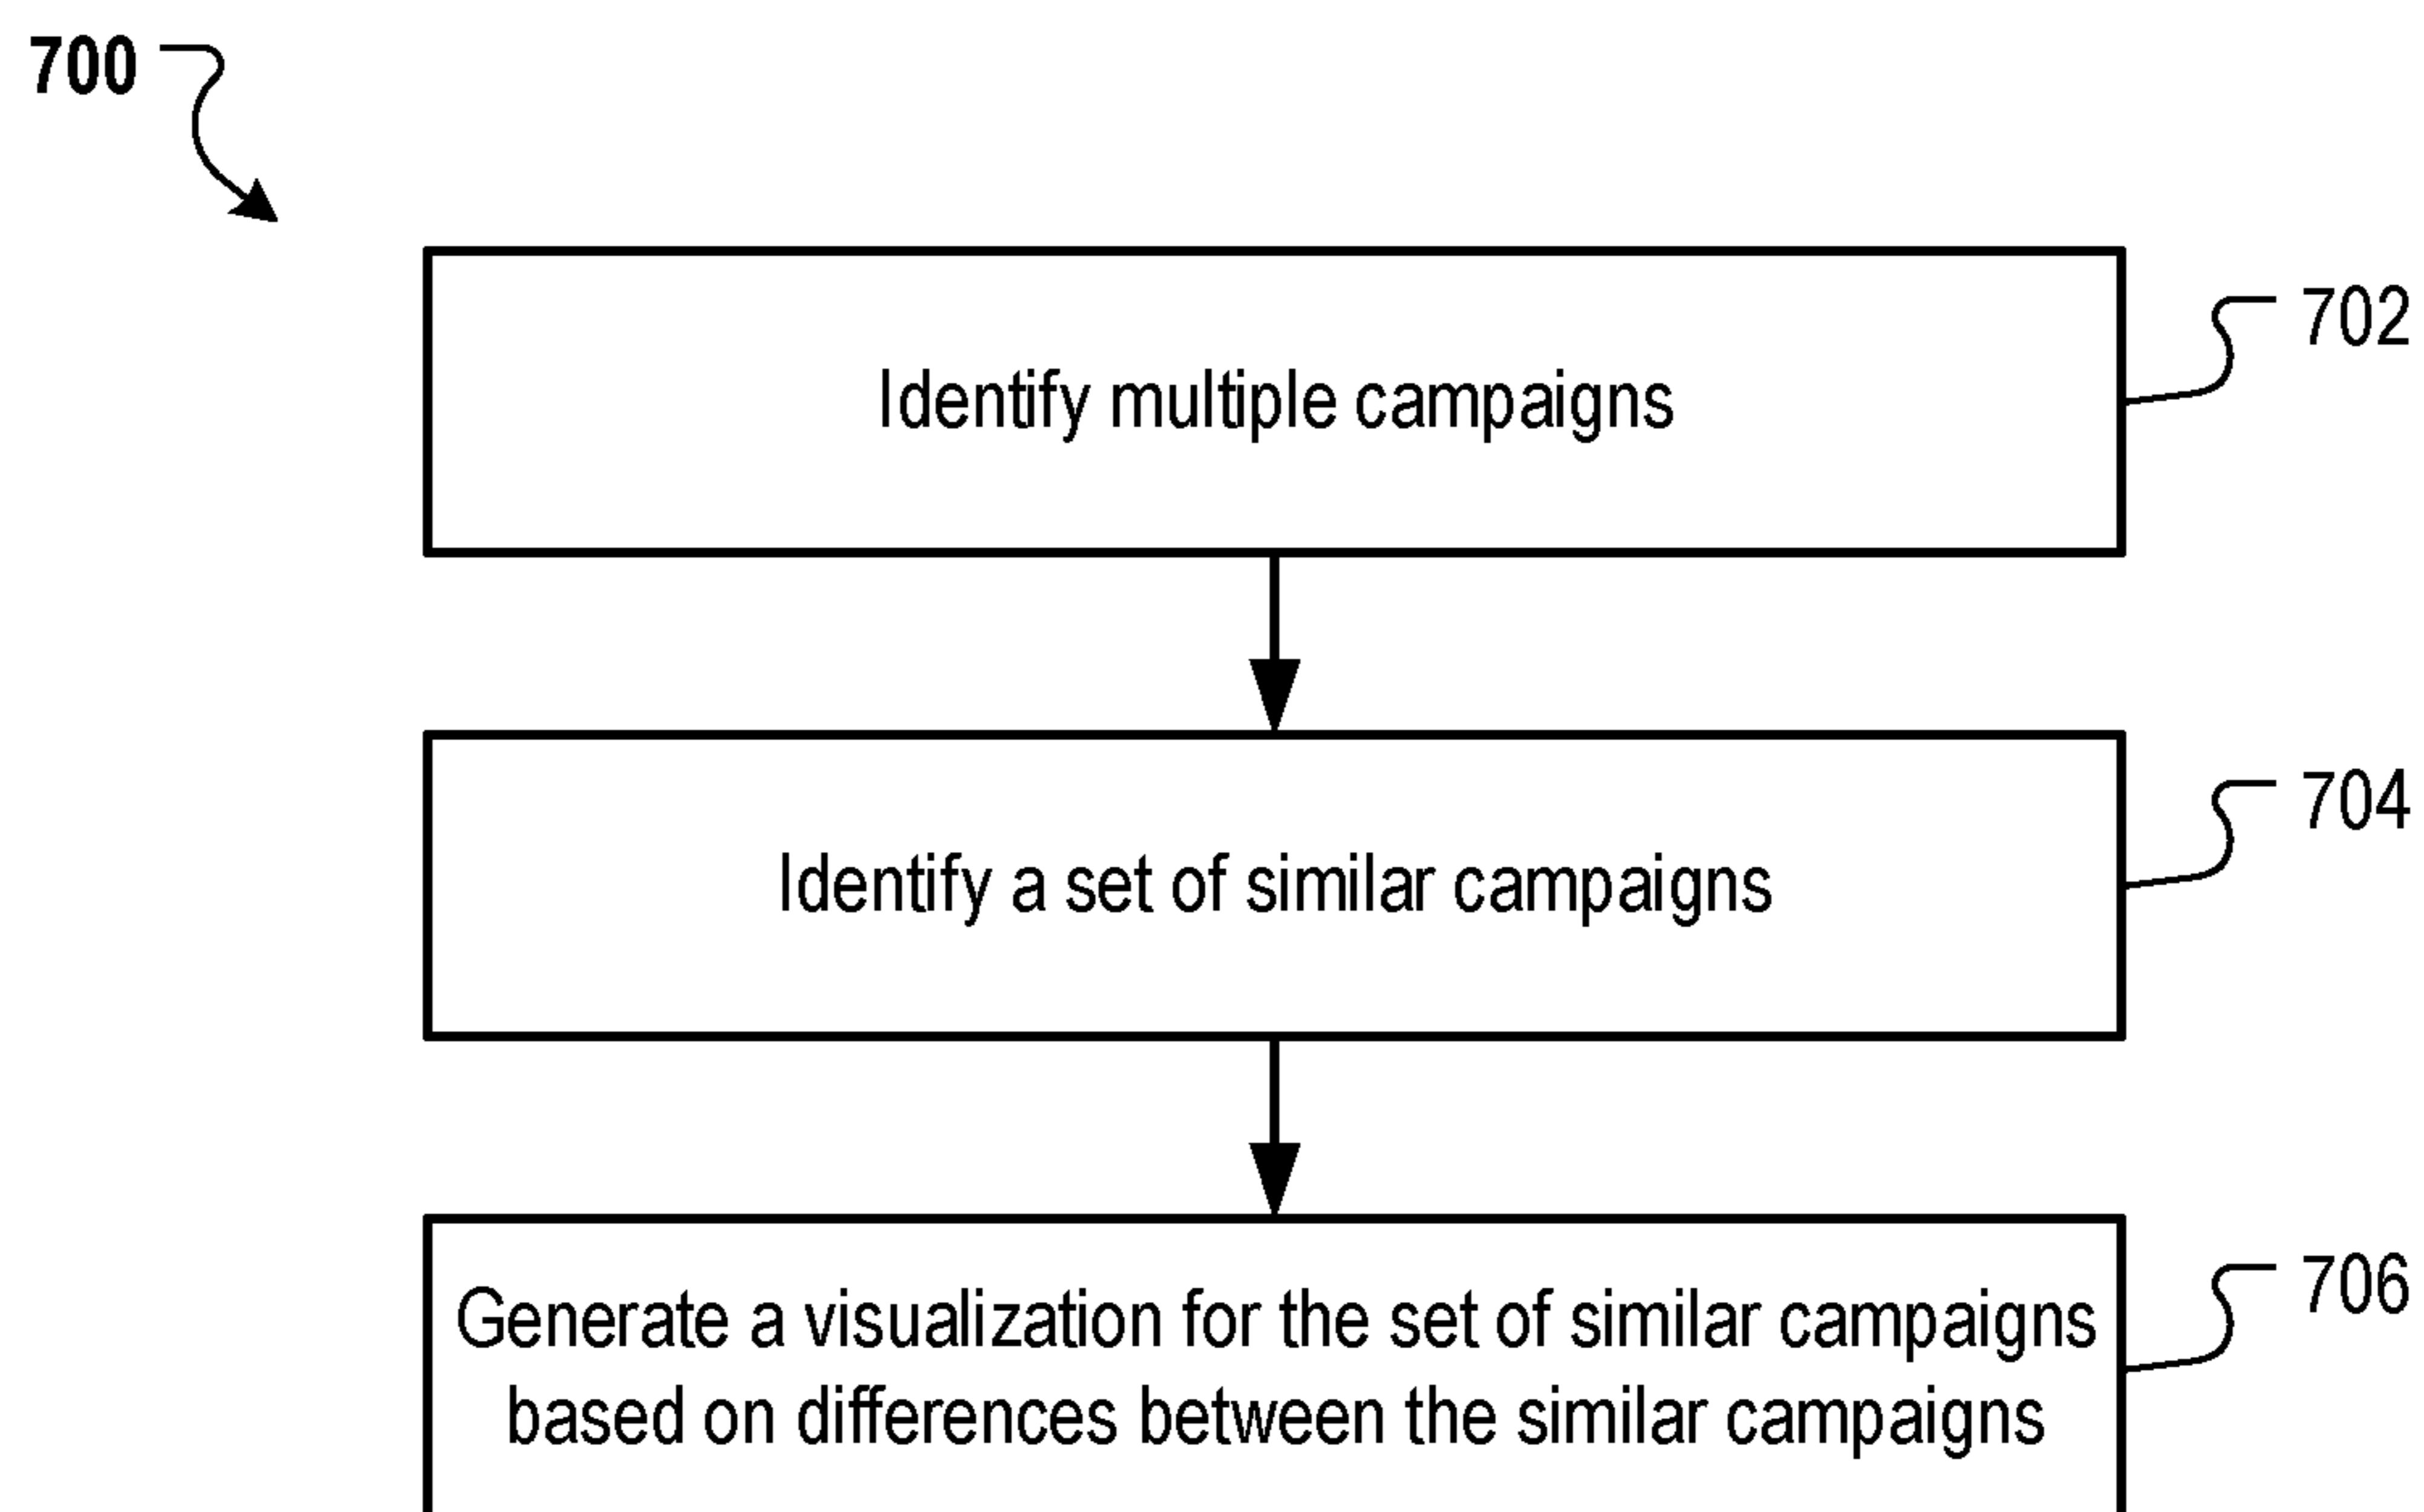 700
702
Identify multiple campaigns
704
Identify a set of similar campaigns
706
Generate a visualization for the set of similar campaigns
based on differences between the similar campaigns